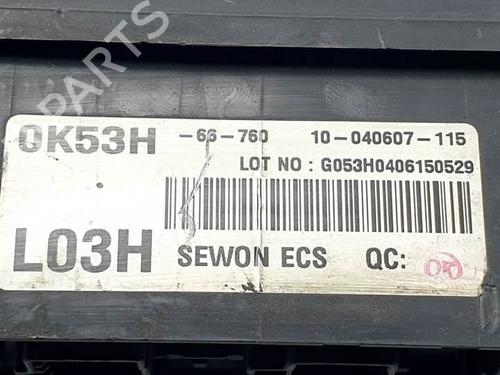 PARTS
0K53H -66-760 10-040607-115
LOT NO : G053H0406150529
L03H SEWON ECS QC: